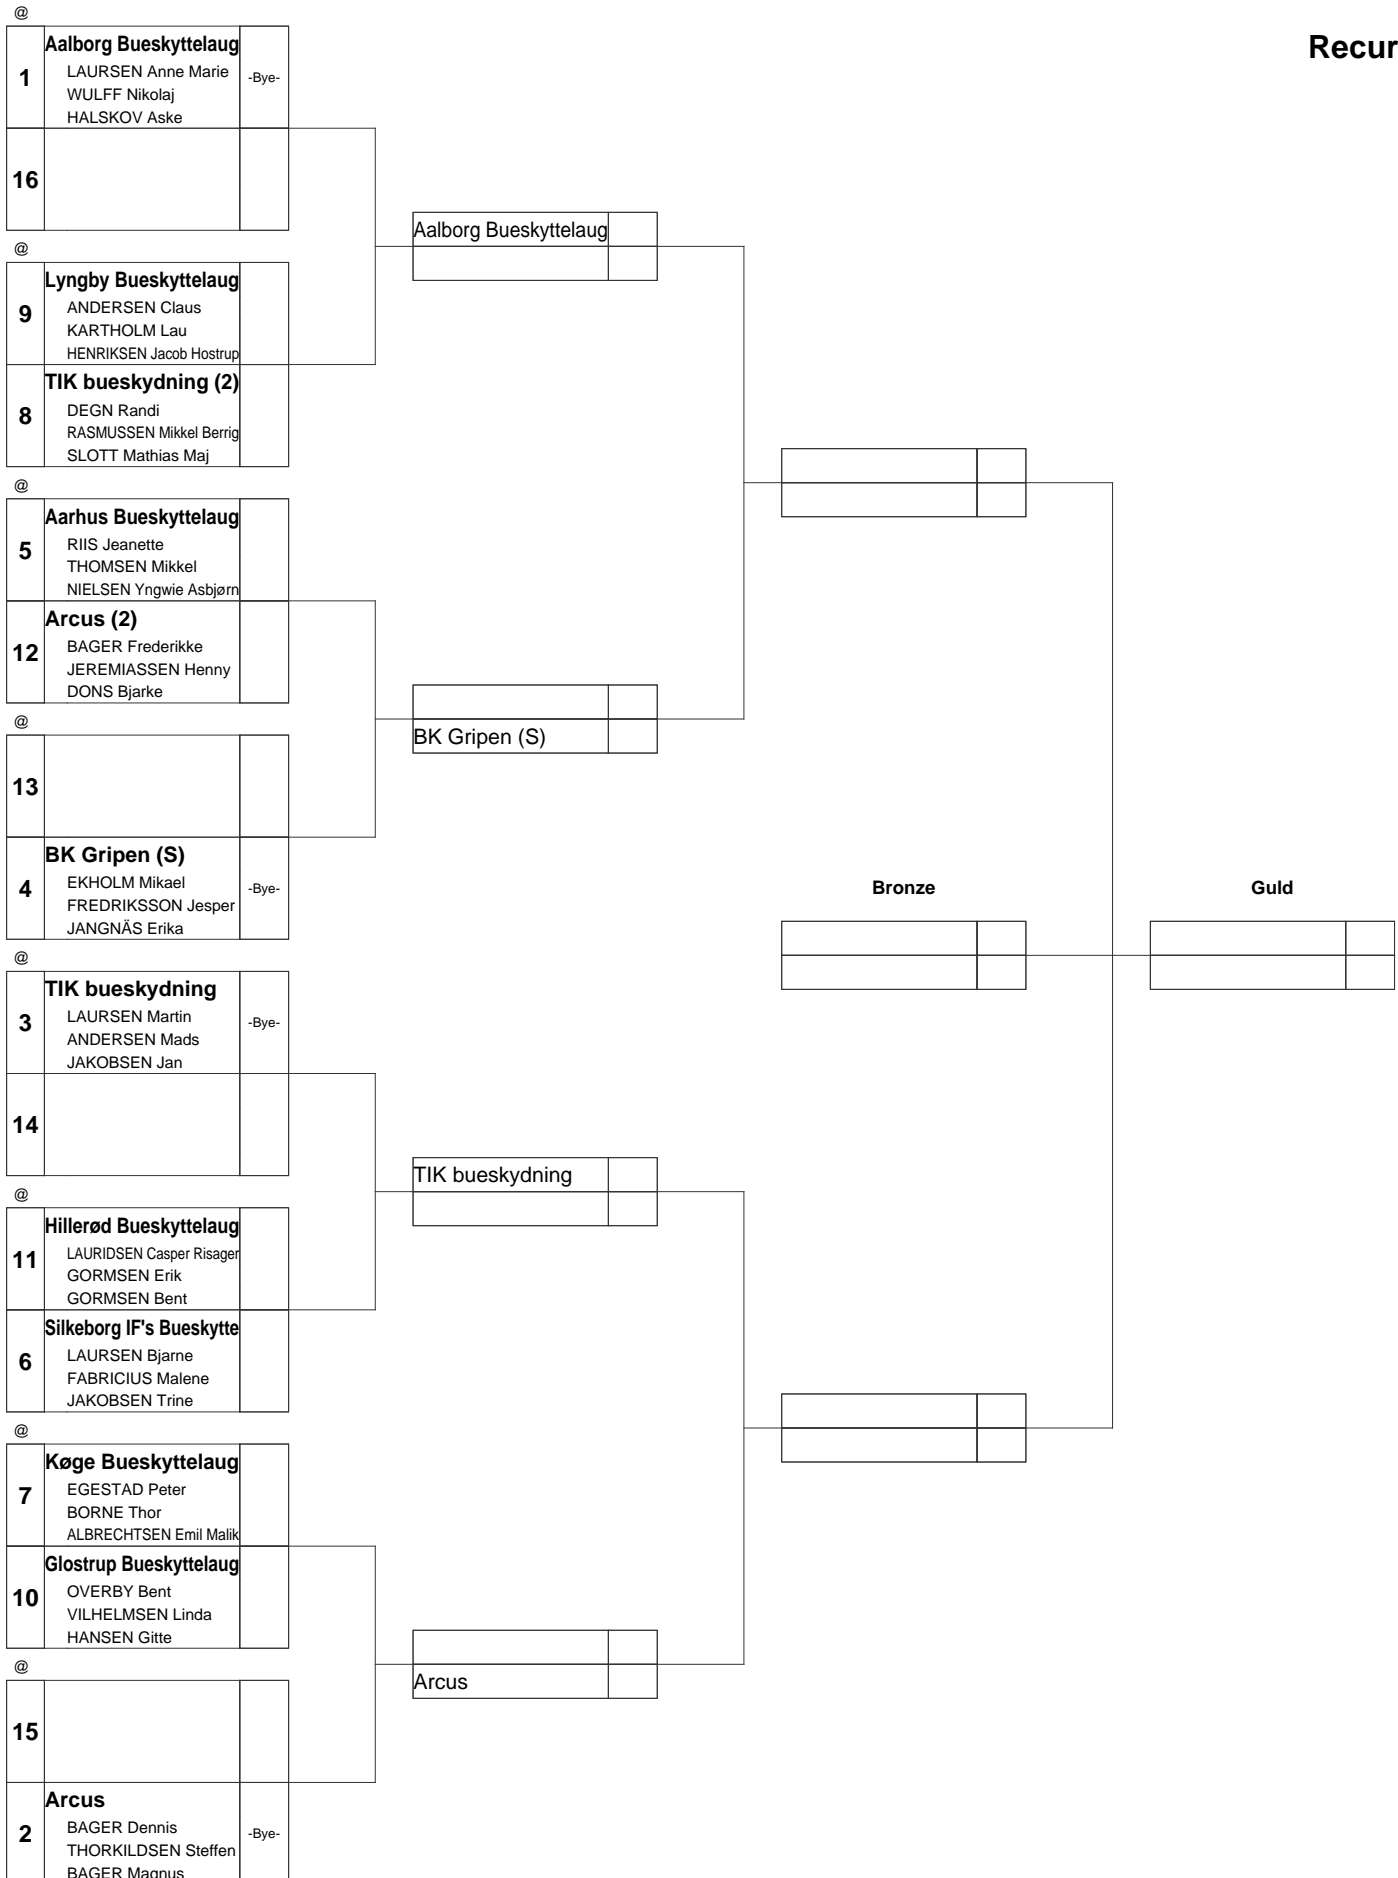 @
Recur
1
Aalborg Bueskyttelaug
LAURSEN Anne Marie
WULFF Nikolaj
HALSKOV Aske
-Bye-
16
Aalborg Bueskyttelaug
@
9
Lyngby Bueskyttelaug
ANDERSEN Claus
KARTHOLM Lau
HENRIKSEN Jacob Hostrup
8
TIK bueskydning (2)
DEGN Randi
RASMUSSEN Mikkel Berrig
SLOTT Mathias Maj
@
5
Aarhus Bueskyttelaug
RIIS Jeanette
THOMSEN Mikkel
NIELSEN Yngwie Asbjørn
12
Arcus (2)
BAGER Frederikke
JEREMIASSEN Henny
DONS Bjarke
@
BK Gripen (S)
13
4
BK Gripen (S)
EKHOLM Mikael
FREDRIKSSON Jesper
JANGNÄS Erika
-Bye-
Bronze
Guld
@
3
TIK bueskydning
LAURSEN Martin
ANDERSEN Mads
JAKOBSEN Jan
-Bye-
14
TIK bueskydning
@
11
Hillerød Bueskyttelaug
LAURIDSEN Casper Risager
GORMSEN Erik
GORMSEN Bent
6
Silkeborg IF's Bueskytte
LAURSEN Bjarne
FABRICIUS Malene
JAKOBSEN Trine
@
7
Køge Bueskyttelaug
EGESTAD Peter
BORNE Thor
ALBRECHTSEN Emil Malik
10
Glostrup Bueskyttelaug
OVERBY Bent
VILHELMSEN Linda
HANSEN Gitte
@
Arcus
15
2
Arcus
BAGER Dennis
THORKILDSEN Steffen
BAGER Magnus
-Bye-